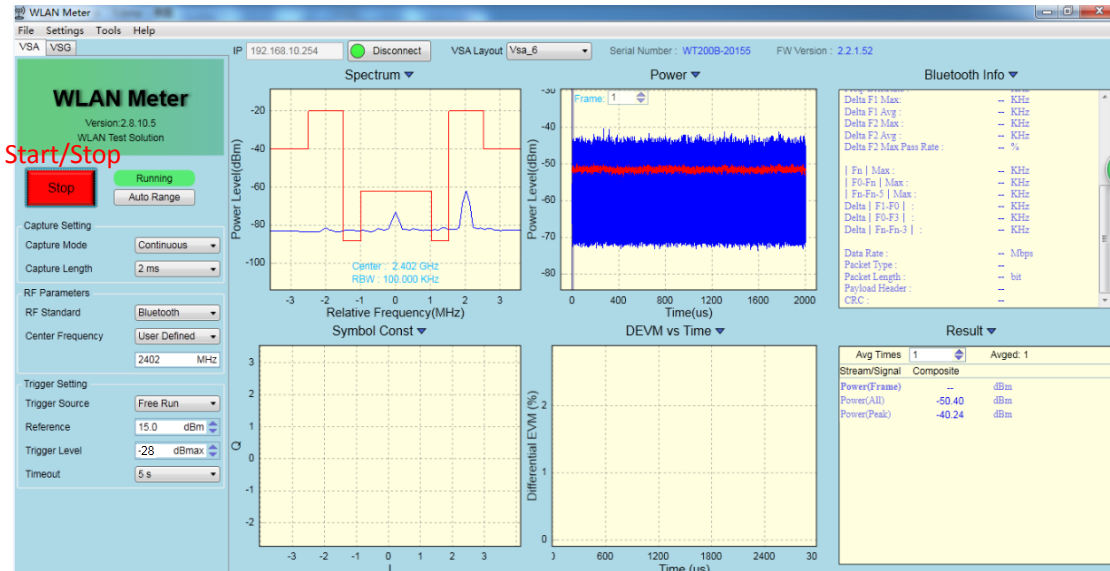 WLAN Meter
File Settings Tools Help
VSA VSG
IP 192.168.10.254 Disconnect VSA Layout Vsa_6 Serial Number : WT200B-20155 FW Version : 2.2.1.52
WLAN Meter
Version:2.8.10.5
WLAN Test Solution
Start/Stop
Stop
Running
Auto Range
Capture Setting
Capture Mode Continuous
Capture Length 2 ms
RF Parameters
RF Standard Bluetooth
Center Frequency User Defined
2402 MHz
Trigger Setting
Trigger Source Free Run
Reference 15.0 dBm
Trigger Level -28 dBmax
Timeout 5 s
Spectrum
Power Level(dBm)
-20
-40
-60
-80
-100
Center : 2.402 GHz
RBW : 100.000 KHz
-3 -2 -1 0 1 2 3
Relative Frequency(MHz)
Power
Frame: 1
Power Level(dBm)
-30
-40
-50
-60
-70
-80
0 400 800 1200 1600 2000
Time(us)
Bluetooth Info
Delta F1 Max: -- KHz
Delta F1 Avg : -- KHz
Delta F2 Max : -- KHz
Delta F2 Avg : -- KHz
Delta F2 Max Pass Rate : -- %
| Fn | Max : -- KHz
| F0-Fn | Max : -- KHz
| Fn-Fn-5 | Max : -- KHz
Delta | F1-F0 | : -- KHz
Delta | F0-F3 | : -- KHz
Delta | Fn-Fn-3 | : -- KHz
Data Rate : -- Mbps
Packet Type : --
Packet Length : -- bit
Payload Header : --
CRC : --
Symbol Const
Q
3
2
1
0
-1
-2
-3 -2 -1 0 1 2 3
I
DEVM vs Time
Differential EVM (%)
2
1
0
600 1200 1800 2400 30
Time (us)
Result
Avg Times 1 Avged: 1
Stream/Signal Composite
Power(Frame) -- dBm
Power(All) -50.40 dBm
Power(Peak) -40.24 dBm